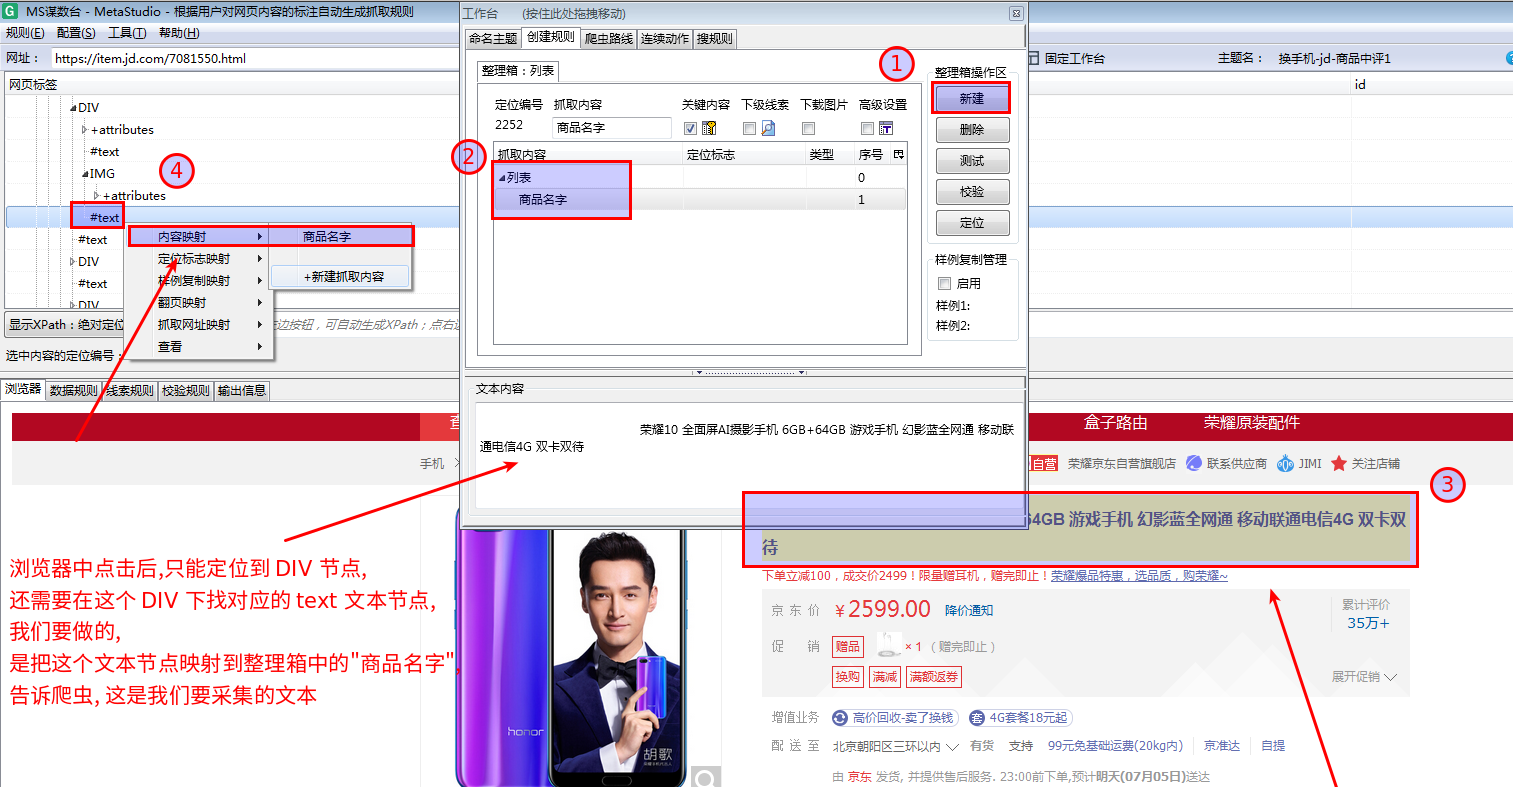 MS谋数台 - MetaStudio - 根据用户对网页内容的标注自动生成抓取规则
规则(E) 配置(S) 工具(T) 帮助(H)
网址： https://item.jd.com/7081550.html
固定工作台 主题名： 换手机-jd-商品中评1
网页标签
id
DIV
+attributes
#text
IMG
+attributes
#text
#text
DIV
#text
DIV
内容映射
定位标志映射
样例复制映射
翻页映射
抓取网址映射
查看
商品名字
+新建抓取内容
4
显示XPath：绝对定位
边按钮，可自动生成XPath；点右
选中内容的定位编号：
浏览器 数据规则 线索规则 校验规则 输出信息
工作台 (按住此处拖拽移动)
命名主题 创建规则 爬虫路线 连续动作 搜规则
整理箱：列表
1
定位编号 抓取内容 关键内容 下级线索 下载图片 高级设置
2252 商品名字
2
抓取内容 定位标志 类型 序号
列表 0
商品名字 1
整理箱操作区
新建
删除
测试
校验
定位
样例复制管理
启用
样例1:
样例2:
文本内容
荣耀10 全面屏AI摄影手机 6GB+64GB 游戏手机 幻影蓝全网通 移动联
通电信4G 双卡双待
盒子路由 荣耀原装配件
手机
自营 荣耀京东自营旗舰店 联系供应商 JIMI 关注店铺
3
64GB 游戏手机 幻影蓝全网通 移动联通电信4G 双卡双
待
下单立减100，成交价2499！限量赠耳机，赠完即止！荣耀爆品特惠，选品质，购荣耀~
京 东 价 ￥2599.00 降价通知
累计评价
35万+
促 销 赠品 × 1 （赠完即止）
换购 满减 满额返券
展开促销
增值业务 高价回收-卖了换钱 套 4G套餐18元起
配 送 至 北京朝阳区三环以内 有货 支持 99元免基础运费(20kg内) 京准达 自提
由 京东 发货, 并提供售后服务. 23:00前下单,预计明天(07月05日)送达
浏览器中点击后,只能定位到 DIV 节点,
还需要在这个 DIV 下找对应的 text 文本节点,
我们要做的,
是把这个文本节点映射到整理箱中的"商品名字",
告诉爬虫, 这是我们要采集的文本
honor
胡歌